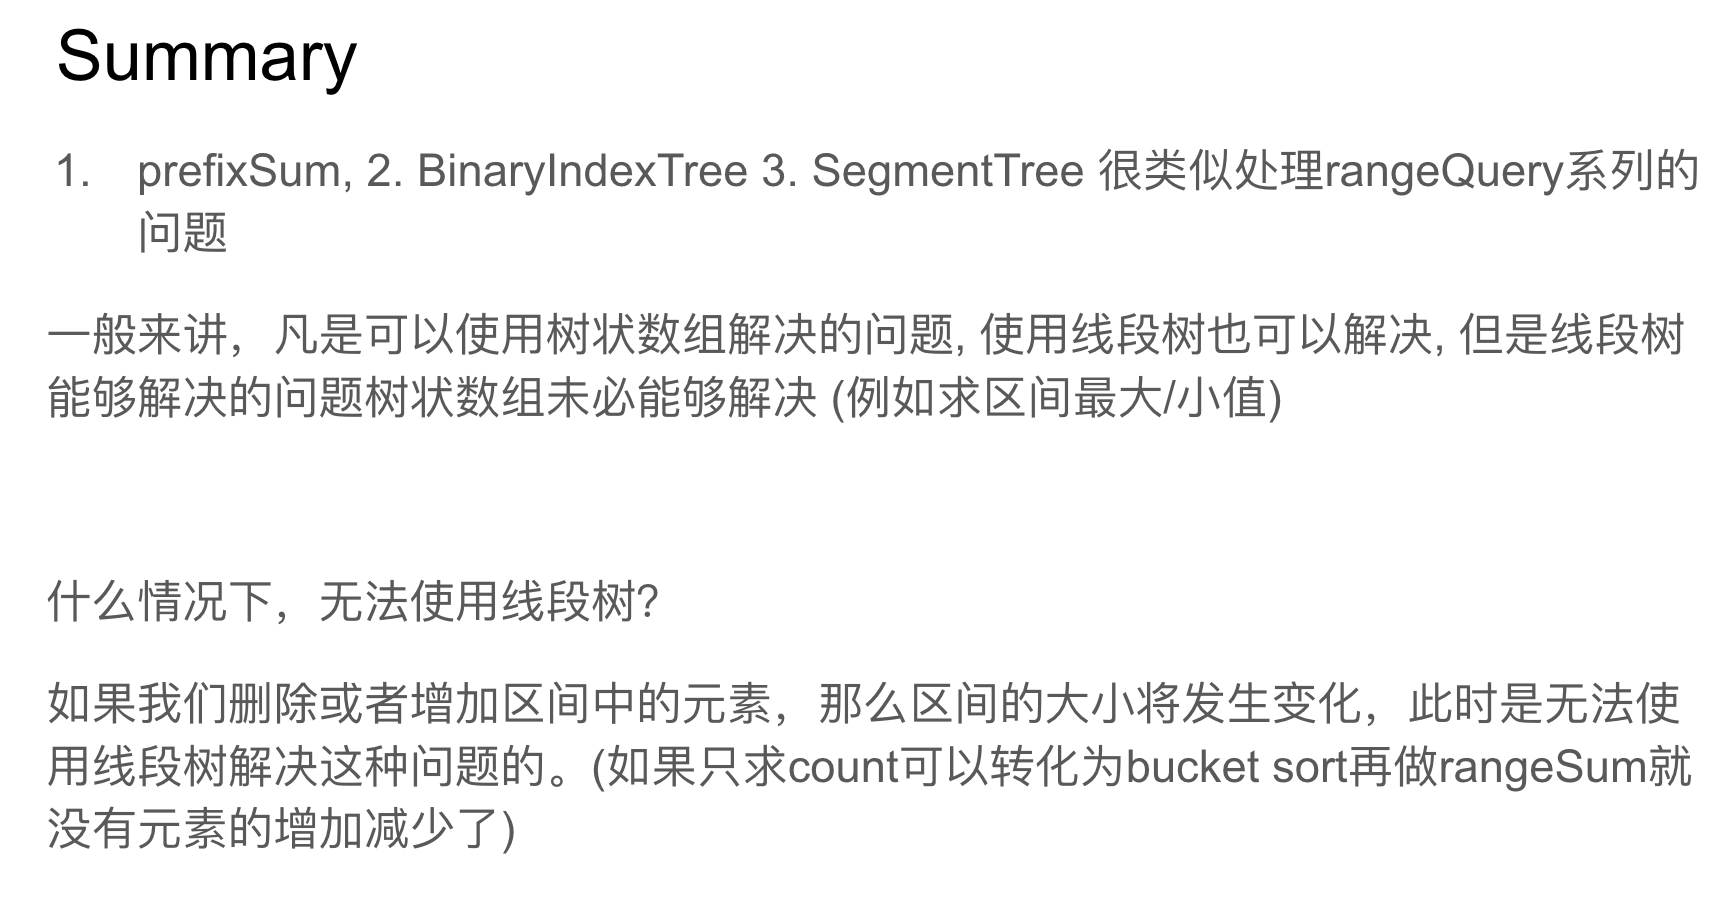 Summary
1. prefixSum, 2. BinaryIndexTree 3. SegmentTree 很类似处理rangeQuery系列的
问题
一般来讲，凡是可以使用树状数组解决的问题, 使用线段树也可以解决, 但是线段树
能够解决的问题树状数组未必能够解决 (例如求区间最大/小值)
什么情况下，无法使用线段树?
如果我们删除或者增加区间中的元素，那么区间的大小将发生变化，此时是无法使
用线段树解决这种问题的。(如果只求count可以转化为bucket sort再做rangeSum就
没有元素的增加减少了)